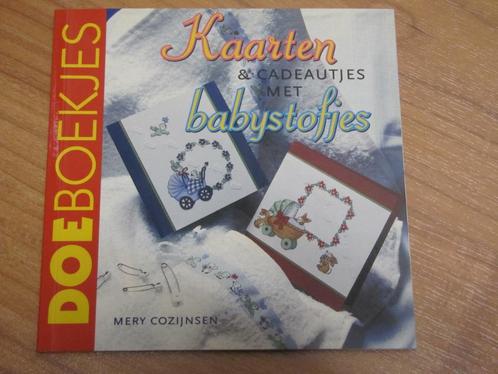 DOEBOEKJES
Kaarten
& CADEAUTJES
MET
babystofjes
MERY COZIJNSEN